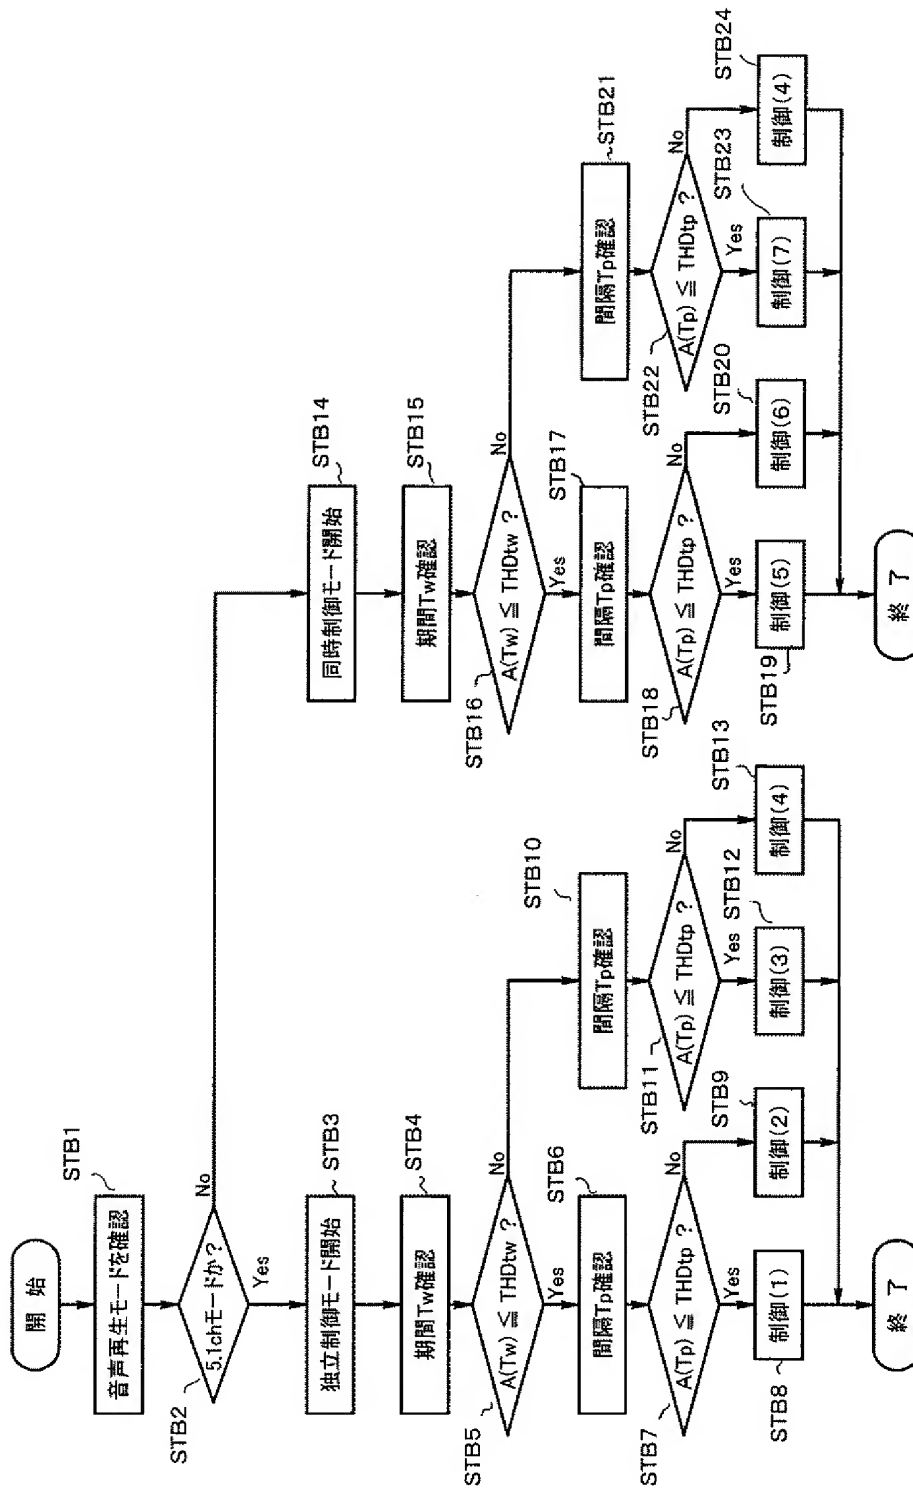 開 始
音声再生モードを確認
STB1
5.1chモードか?
STB2
Yes
No
独立制御モード開始
STB3
期間Tw確認
STB4
A(Tw) ≦ THDtw ?
STB5
Yes
No
間隔Tp確認
STB6
A(Tp) ≦ THDtp ?
STB7
Yes
No
制御(1)
STB8
制御(2)
STB9
間隔Tp確認
STB10
A(Tp) ≦ THDtp ?
STB11
Yes
No
制御(3)
STB12
制御(4)
STB13
終 了
同時制御モード開始
STB14
期間Tw確認
STB15
A(Tw) ≦ THDtw ?
STB16
Yes
No
間隔Tp確認
STB17
A(Tp) ≦ THDtp ?
STB18
Yes
No
制御(5)
STB19
制御(6)
STB20
間隔Tp確認
STB21
A(Tp) ≦ THDtp ?
STB22
Yes
No
制御(7)
STB23
制御(4)
STB24
終 了